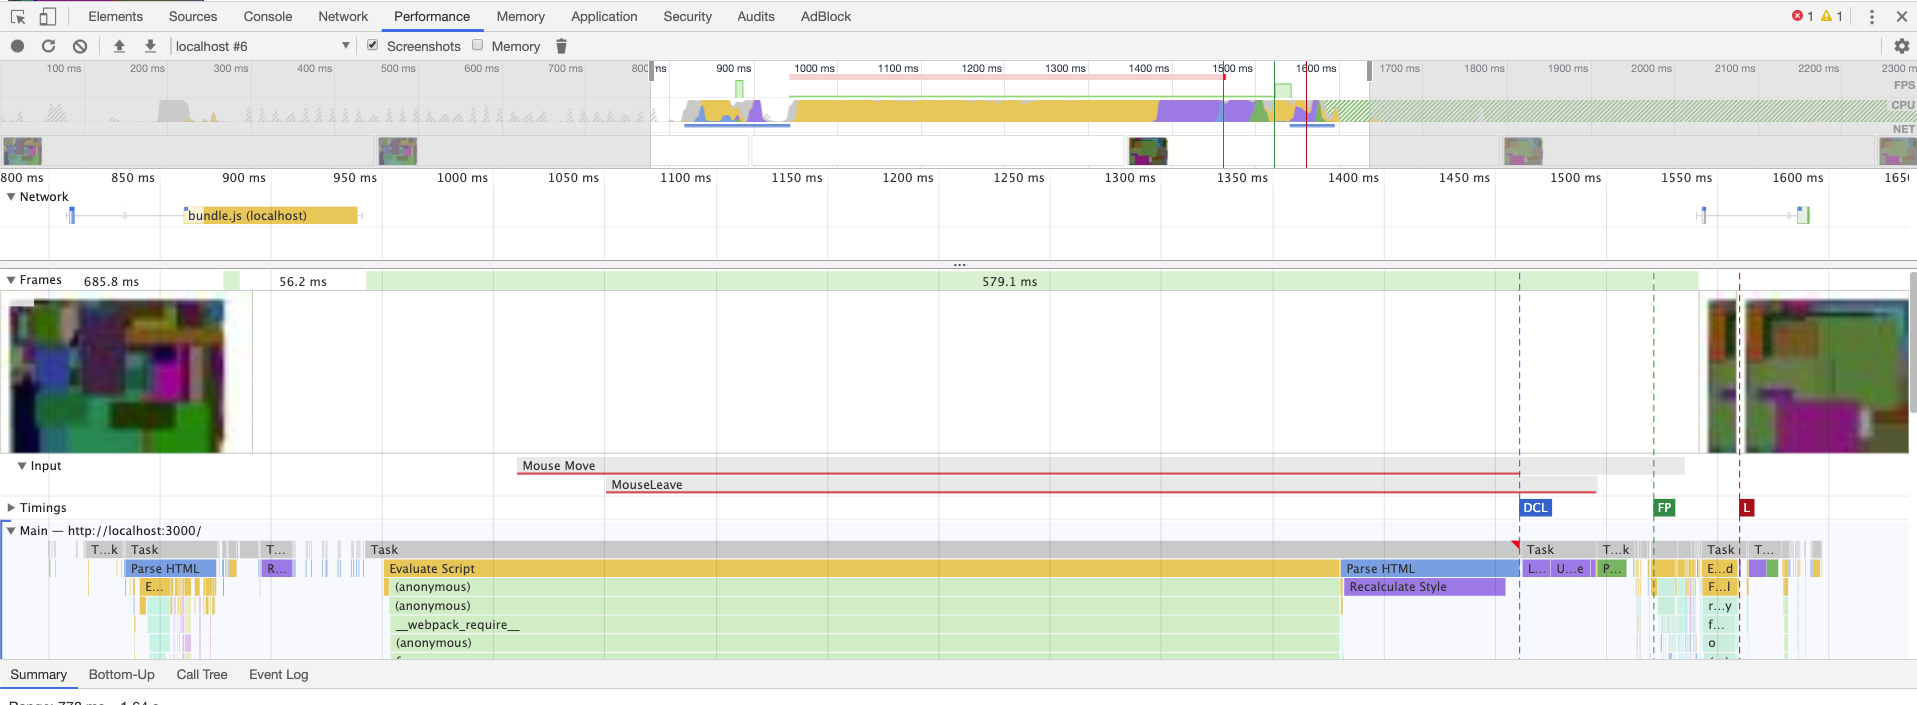 Elements Sources Console Network Performance Memory Application Security Audits AdBlock 1 1
localhost #6 Screenshots Memory
100 ms 200 ms 300 ms 400 ms 500 ms 600 ms 700 ms 900 ms 1000 ms 1100 ms 1200 ms 1300 ms 1400 ms 1500 ms 1600 ms 1700 ms 1800 ms 1900 ms 2000 ms 2100 ms 2200 ms 2300 m
FPS
CPU
NET
800 ms 850 ms 900 ms 950 ms 1000 ms 1050 ms 1100 ms 1150 ms 1200 ms 1250 ms 1300 ms 1350 ms 1400 ms 1450 ms 1500 ms 1550 ms 1600 ms
Network
bundle.js (localhost)
...
Frames 685.8 ms 56.2 ms 579.1 ms
Input Mouse Move
MouseLeave
Timings DCL FP L
Main — http://localhost:3000/
T...k Task T... Task Task T...k Task T...
Parse HTML R... Evaluate Script Parse HTML L... U...e P... E...d
E... (anonymous) Recalculate Style F...l
(anonymous) r...y
__webpack_require__ f...
(anonymous) o
Summary Bottom-Up Call Tree Event Log